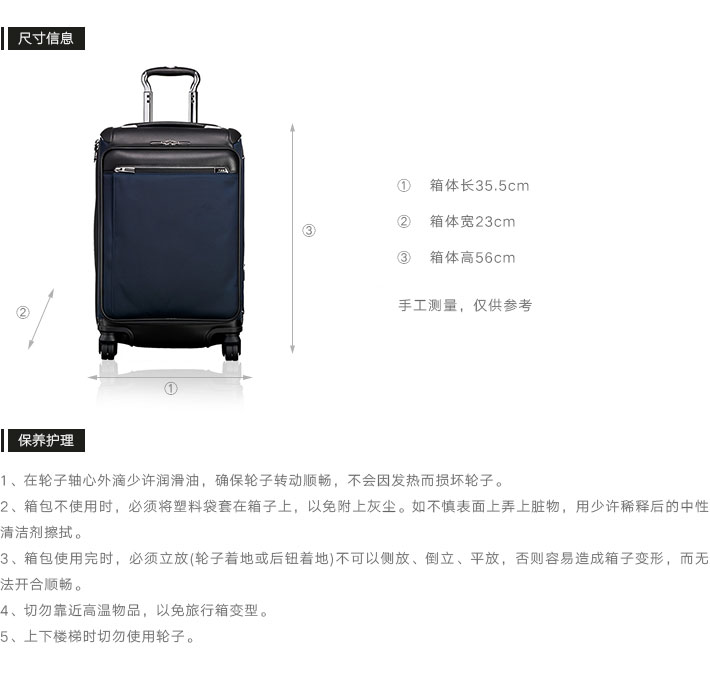 尺寸信息
① 箱体长35.5cm
② 箱体宽23cm
③ 箱体高56cm
手工测量，仅供参考
③
②
①
保养护理
1、在轮子轴心外滴少许润滑油，确保轮子转动顺畅，不会因发热而损坏轮子。
2、箱包不使用时，必须将塑料袋套在箱子上，以免附上灰尘。如不慎表面上弄上脏物，用少许稀释后的中性
清洁剂擦拭。
3、箱包使用完时，必须立放(轮子着地或后钮着地)不可以侧放、倒立、平放，否则容易造成箱子变形，而无
法开合顺畅。
4、切勿靠近高温物品，以免旅行箱变型。
5、上下楼梯时切勿使用轮子。